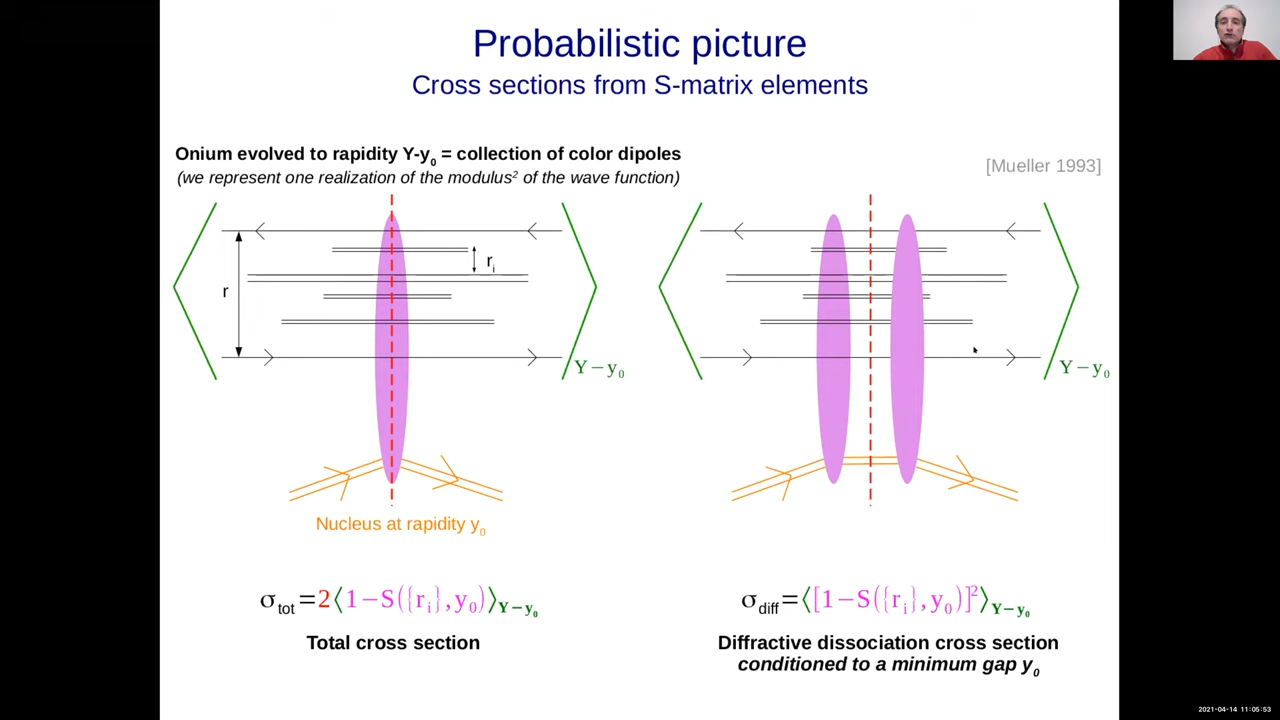 Probabilistic picture
Cross sections from S-matrix elements
Onium evolved to rapidity Y-y₀ = collection of color dipoles
(we represent one realization of the modulus² of the wave function)
[Mueller 1993]
r
rᵢ
Y−y₀
Y−y₀
Nucleus at rapidity y₀
σ_tot=2⟨1−S({rᵢ},y₀)⟩_Y−y₀
Total cross section
σ_diff=⟨[1−S({rᵢ},y₀)]²⟩_Y−y₀
Diffractive dissociation cross section
conditioned to a minimum gap y₀
2021-04-14 11:05:53